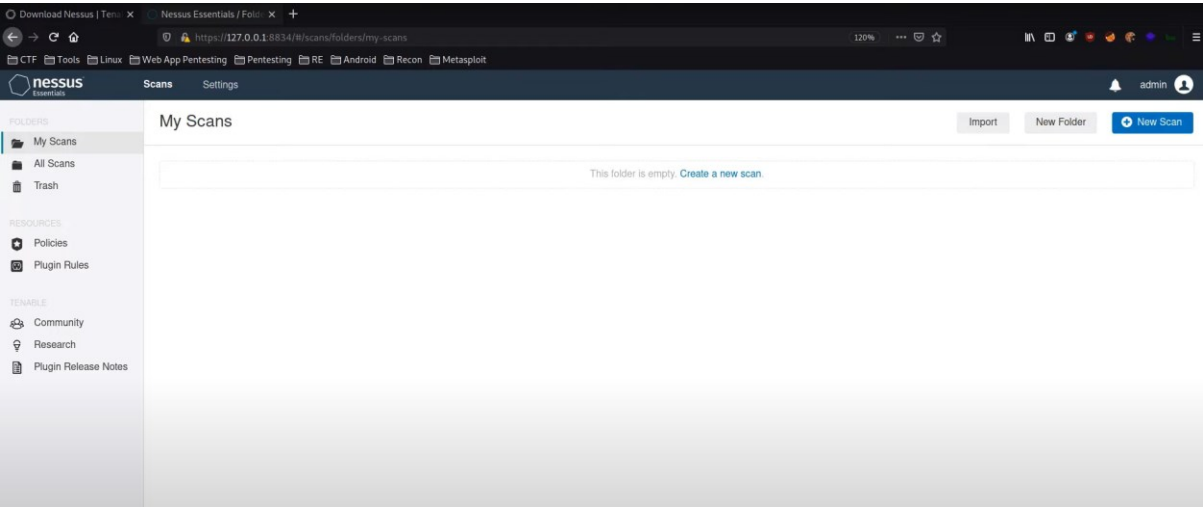 Download Nessus | Tena
Nessus Essentials / Folde
https://127.0.0.1:8834/#/scans/folders/my-scans
120%
CTF Tools Linux Web App Pentesting Pentesting RE Android Recon Metasploit
nessus
Essentials
Scans Settings
admin
FOLDERS
My Scans
All Scans
Trash
RESOURCES
Policies
Plugin Rules
TENABLE
Community
Research
Plugin Release Notes
My Scans
Import New Folder New Scan
This folder is empty. Create a new scan.